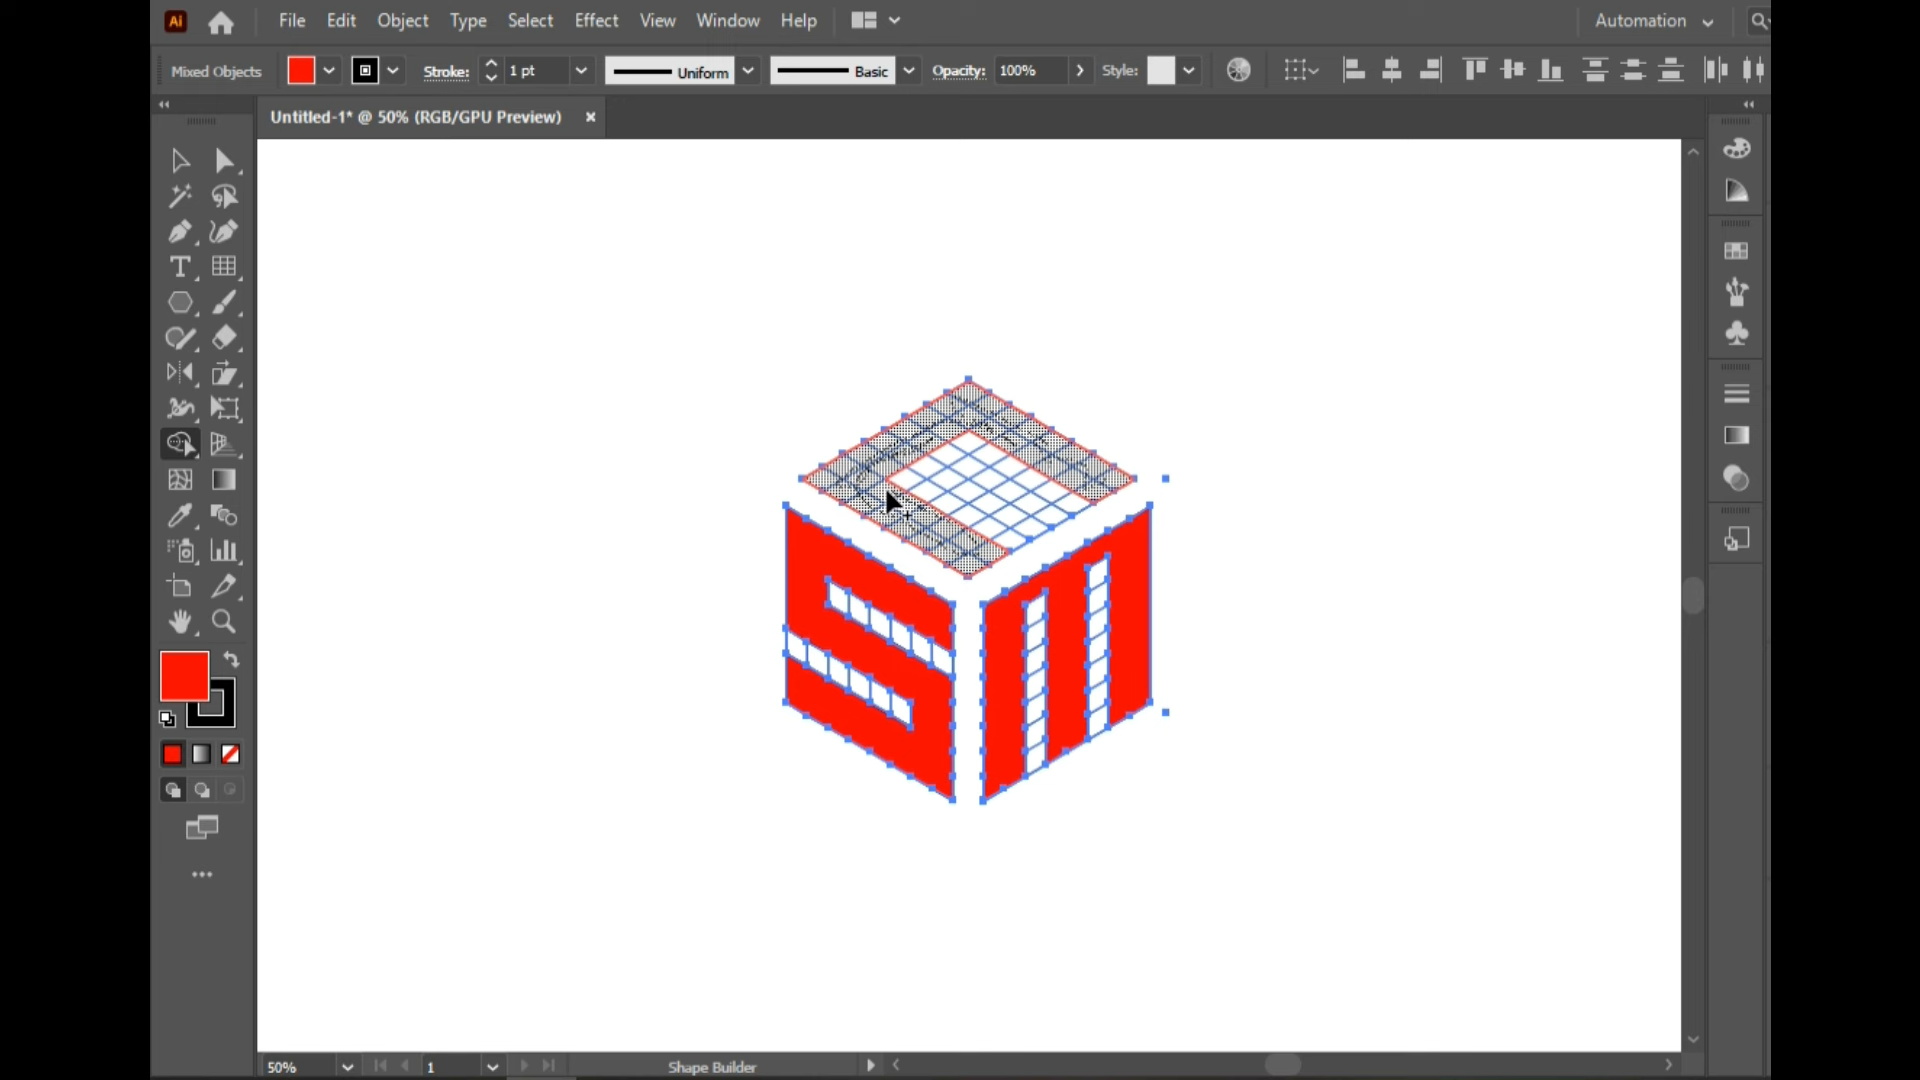 Ai File Edit Object Type Select Effect View Window Help Automation
Mixed Objects Stroke: 1 pt Uniform Basic Opacity: 100% Style:
Untitled-1* @ 50% (RGB/GPU Preview) ×
50% 1 Shape Builder